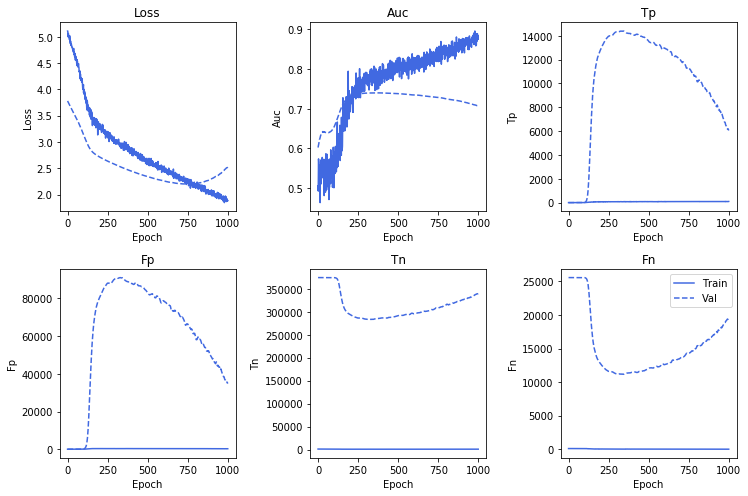 Loss
Auc
Tp
5.0
4.5
4.0
3.5
3.0
2.5
2.0
Loss
0 250 500 750 1000
Epoch
0.9
0.8
0.7
0.6
0.5
Auc
0 250 500 750 1000
Epoch
14000
12000
10000
8000
6000
4000
2000
0
Tp
0 250 500 750 1000
Epoch
Fp
Tn
Fn
80000
60000
40000
20000
0
Fp
0 250 500 750 1000
Epoch
350000
300000
250000
200000
150000
100000
50000
0
Tn
0 250 500 750 1000
Epoch
25000
20000
15000
10000
5000
0
Fn
Train
Val
0 250 500 750 1000
Epoch